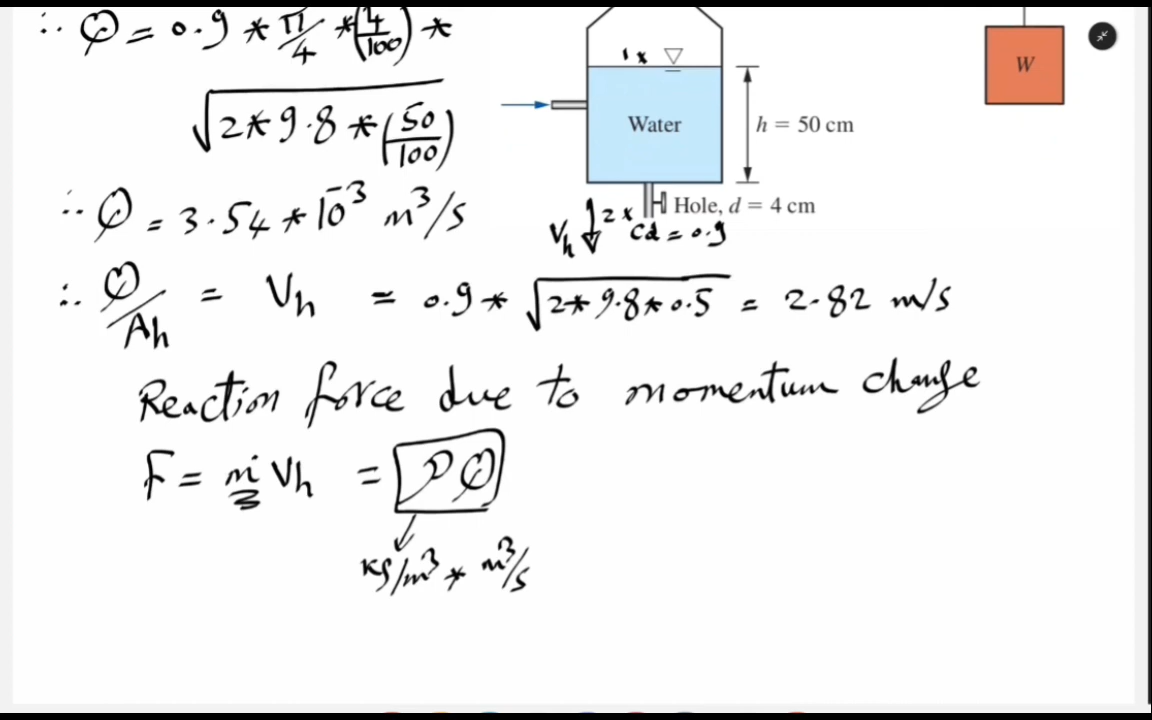 ∴ Q = 0.9 * π/4 * (4/100) *
√(2 * 9.8 * (50/100))
∴ Q = 3.54 * 10⁻³ m³/s
1 x
W
Water
h = 50 cm
Hole, d = 4 cm
Vh 2 x Cd = 0.9
∴ Q/Ah = Vh = 0.9 * √(2 * 9.8 * 0.5) = 2.82 m/s
Reaction force due to momentum change
F = ṁ Vh = ρQ
kg/m³ * m³/s